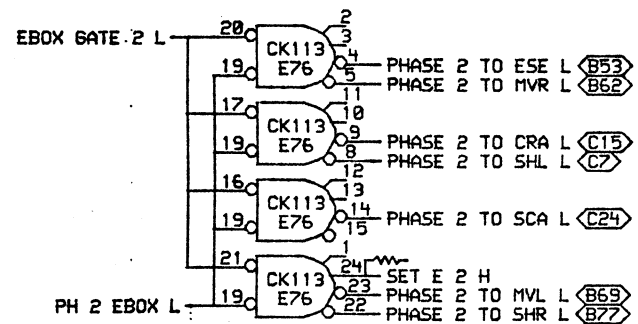 2
20 3
EBOX GATE 2 L CK113 4 PHASE 2 TO ESE L B53
19 E76 5 PHASE 2 TO MVR L B62
11
17 10
CK113 9 PHASE 2 TO CRA L C15
19 E76 8 PHASE 2 TO SHL L C7
12
16 13
CK113 14 PHASE 2 TO SCA L C24
19 E76 15
1
21 24
CK113 SET E 2 H
23 PHASE 2 TO MVL L B69
PH 2 EBOX L 19 E76 22 PHASE 2 TO SHR L B77